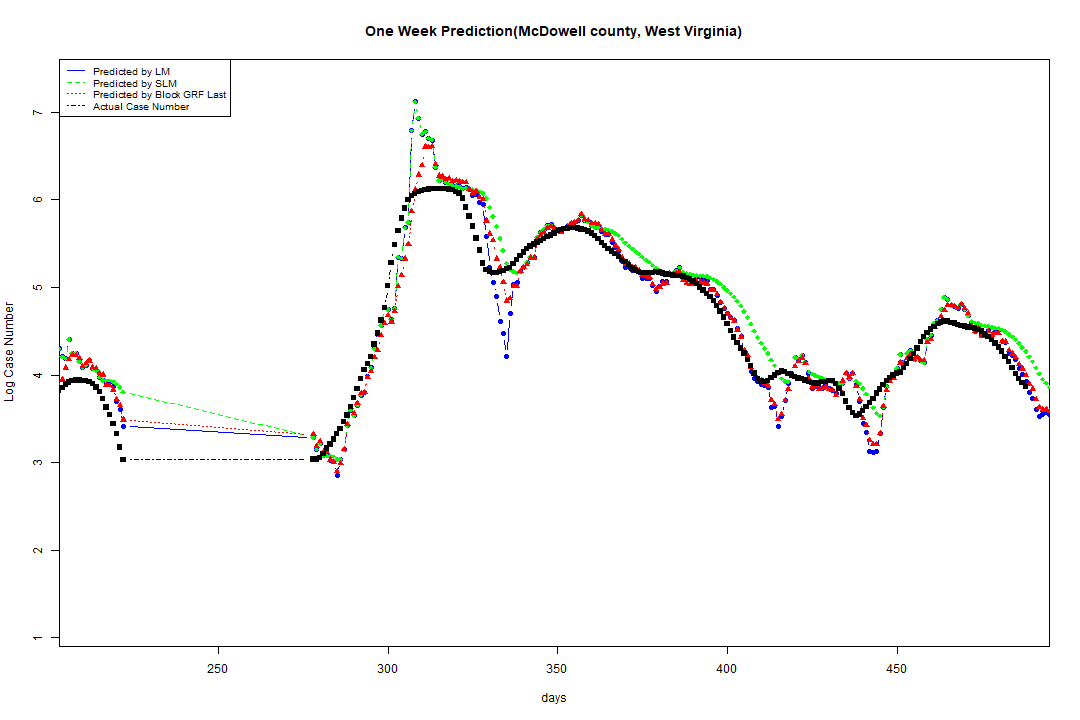 One Week Prediction(McDowell county, West Virginia)
Predicted by LM
Predicted by SLM
Predicted by Block GRF Last
Actual Case Number
7
6
5
4
3
2
1
Log Case Number
250
300
350
400
450
days